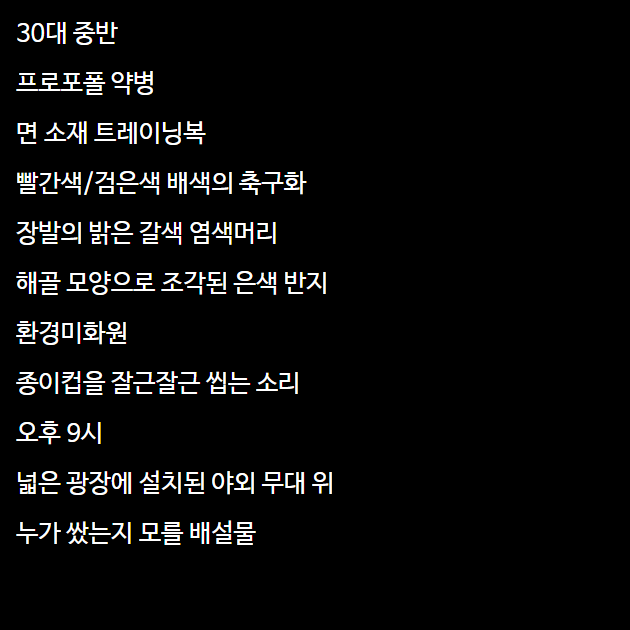 30대 중반
프로포폴 약병
면 소재 트레이닝복
빨간색/검은색 배색의 축구화
장발의 밝은 갈색 염색머리
해골 모양으로 조각된 은색 반지
환경미화원
종이컵을 잘근잘근 씹는 소리
오후 9시
넓은 광장에 설치된 야외 무대 위
누가 쌌는지 모를 배설물